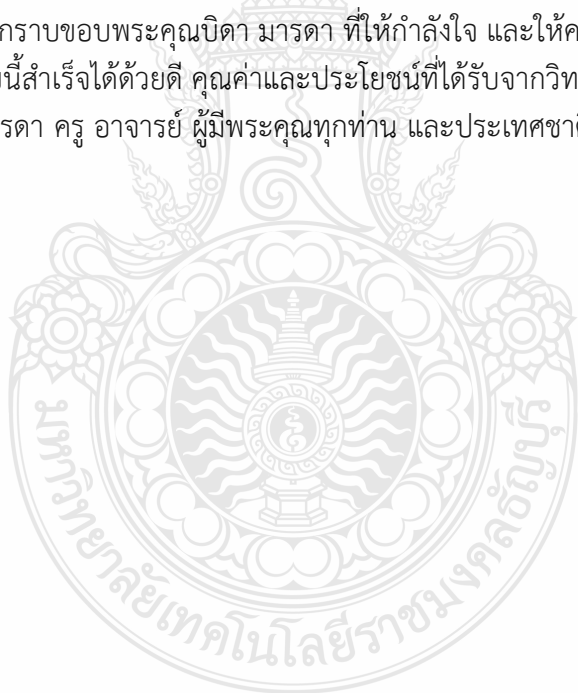 กราบขอบพระคุณบิดา มารดา ที่ให้กำลังใจ และให้ค
นี้สำเร็จได้ด้วยดี คุณค่าและประโยชน์ที่ได้รับจากวิท
รดา ครู อาจารย์ ผู้มีพระคุณทุกท่าน และประเทศชาติ
มหาวิทยาลัยเทคโนโลยีราชมงคลธัญบุรี